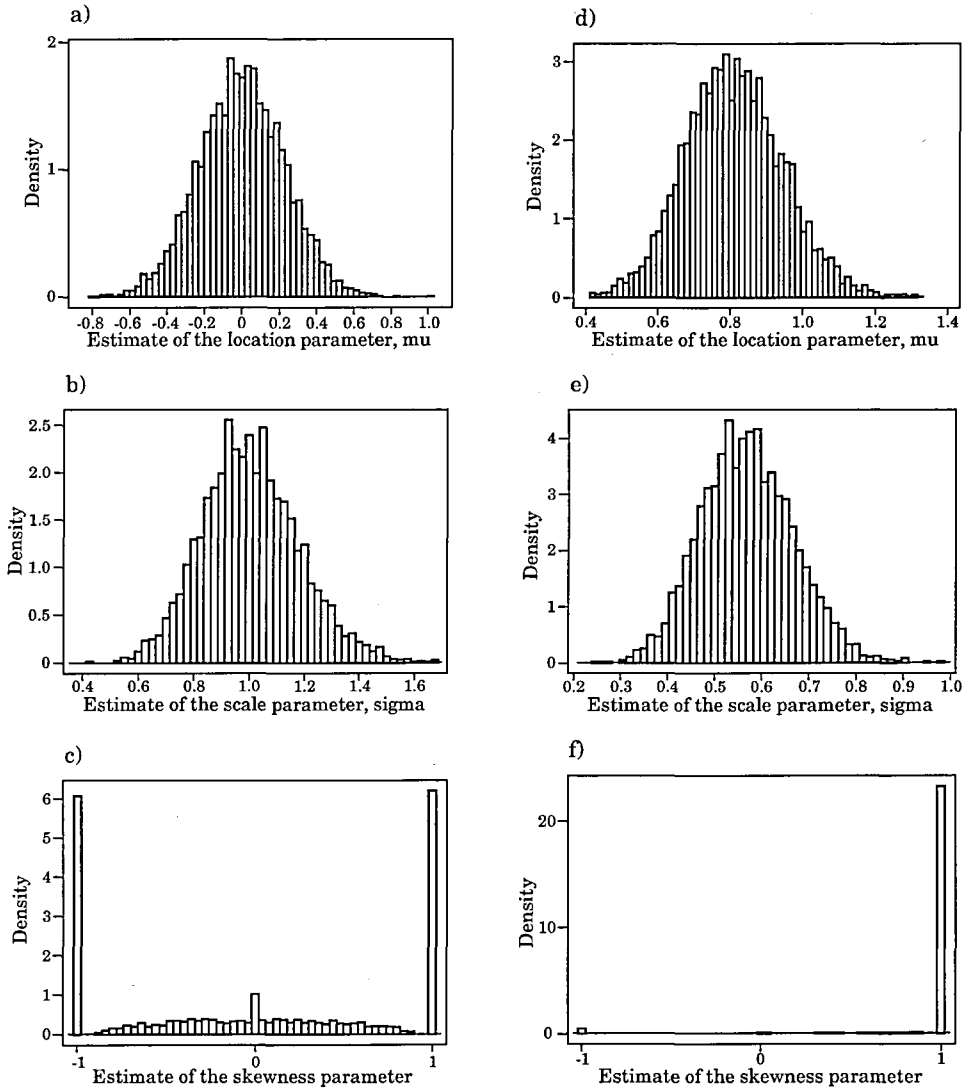 a)
2
1
0
Density
-0.8 -0.6 -0.4 -0.2 0 0.2 0.4 0.6 0.8 1.0
Estimate of the location parameter, mu
b)
2.5
2.0
1.5
1.0
0.5
0
Density
0.4 0.6 0.8 1.0 1.2 1.4 1.6
Estimate of the scale parameter, sigma
c)
6
5
4
3
2
1
0
Density
-1 0 1
Estimate of the skewness parameter
d)
3
2
1
0
Density
0.4 0.6 0.8 1.0 1.2 1.4
Estimate of the location parameter, mu
e)
4
3
2
1
0
Density
0.2 0.3 0.4 0.5 0.6 0.7 0.8 0.9 1.0
Estimate of the scale parameter, sigma
f)
20
10
0
Density
-1 0 1
Estimate of the skewness parameter